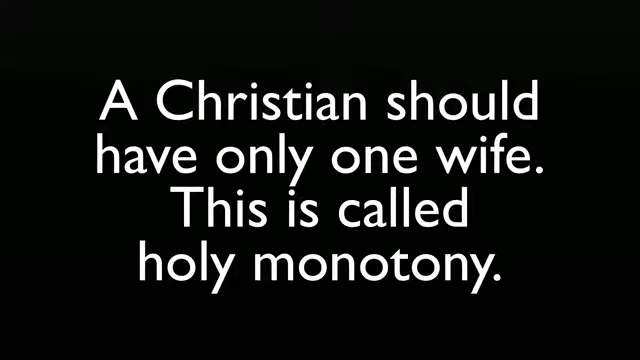 A Christian should
have only one wife.
This is called
holy monotony.